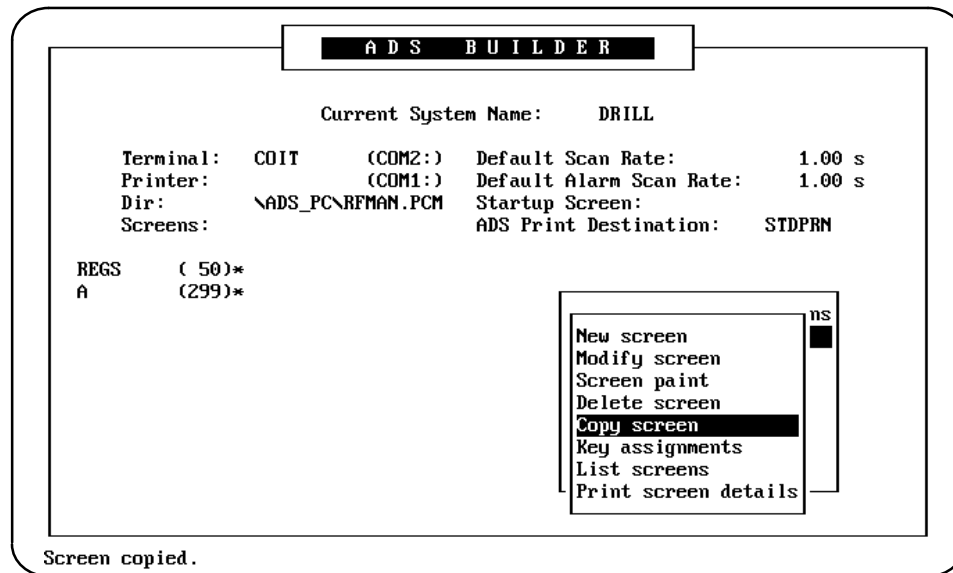 ADS BUILDER
Current System Name: DRILL
Terminal: COIT (COM2:) Default Scan Rate: 1.00 s
Printer: (COM1:) Default Alarm Scan Rate: 1.00 s
Dir: \ADS_PC\RFMAN.PCM Startup Screen:
Screens: ADS Print Destination: STDPRN
REGS ( 50)*
A (299)*
ns
New screen
Modify screen
Screen paint
Delete screen
Copy screen
Key assignments
List screens
Print screen details
Screen copied.